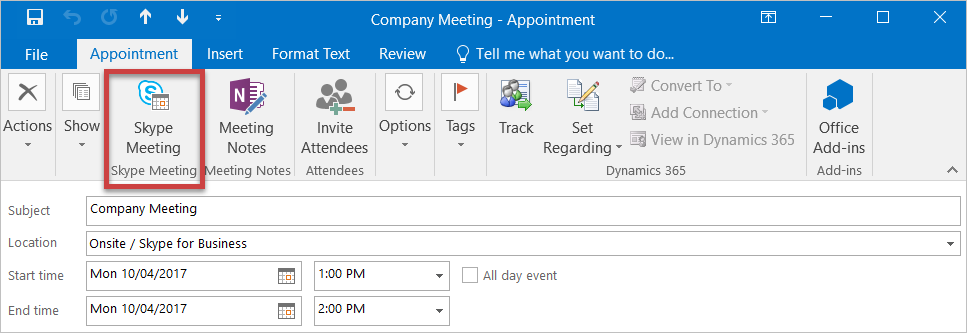 Company Meeting - Appointment
File Appointment Insert Format Text Review Tell me what you want to do...
Actions
Show
Skype
Meeting
Skype Meeting
Meeting
Notes
Meeting Notes
Invite
Attendees
Attendees
Options
Tags
Track
Set
Regarding
Convert To
Add Connection
View in Dynamics 365
Dynamics 365
Office
Add-ins
Add-ins
Subject Company Meeting
Location Onsite / Skype for Business
Start time Mon 10/04/2017 1:00 PM All day event
End time Mon 10/04/2017 2:00 PM